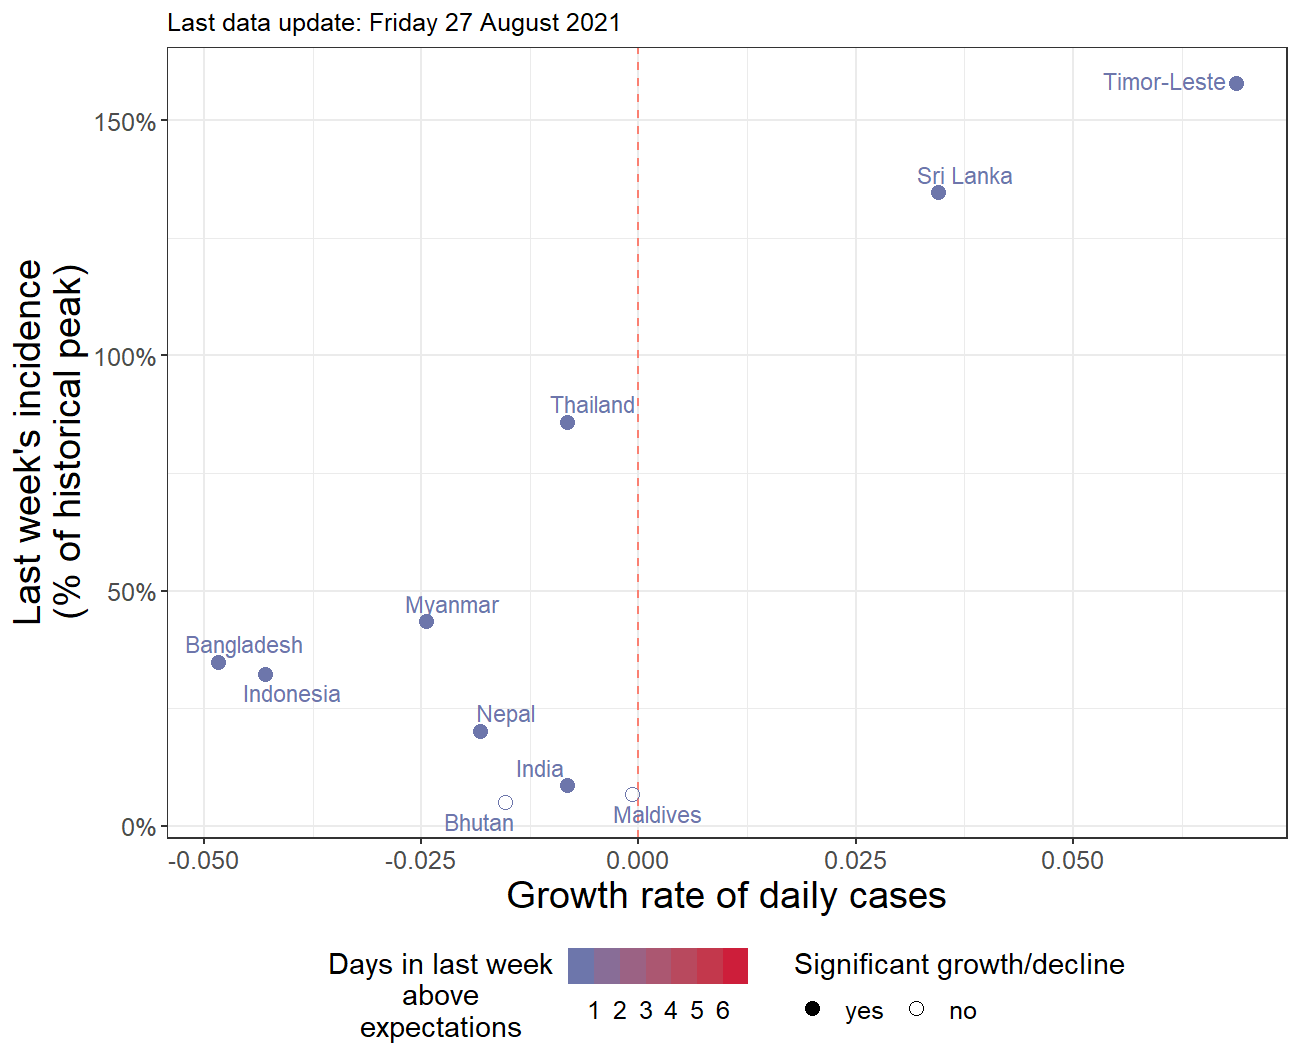 Last data update: Friday 27 August 2021
Timor-Leste
150%
Sri Lanka
Last week's incidence
(% of historical peak)
100%
Thailand
50%
Myanmar
Bangladesh
Indonesia
Nepal
India
Maldives
Bhutan
0%
-0.050 -0.025 0.000 0.025 0.050
Growth rate of daily cases
Days in last week
above
expectations
1 2 3 4 5 6
Significant growth/decline
yes no